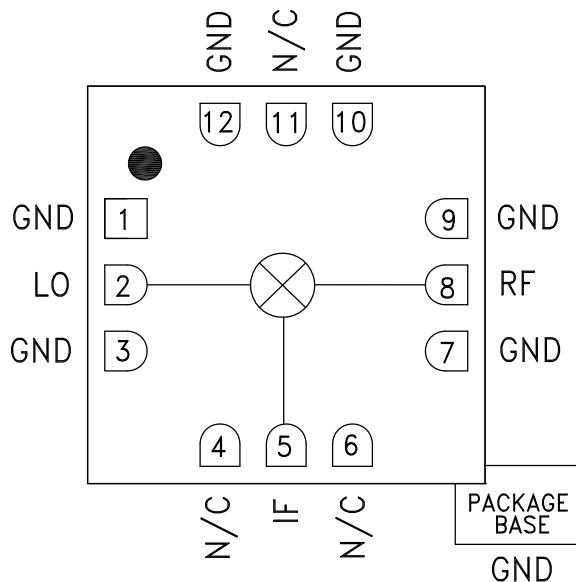 GND
N/C
GND
12
11
10
GND 1
9 GND
LO 2
8 RF
GND 3
7 GND
4
5
6
N/C
IF
N/C
PACKAGE
BASE
GND